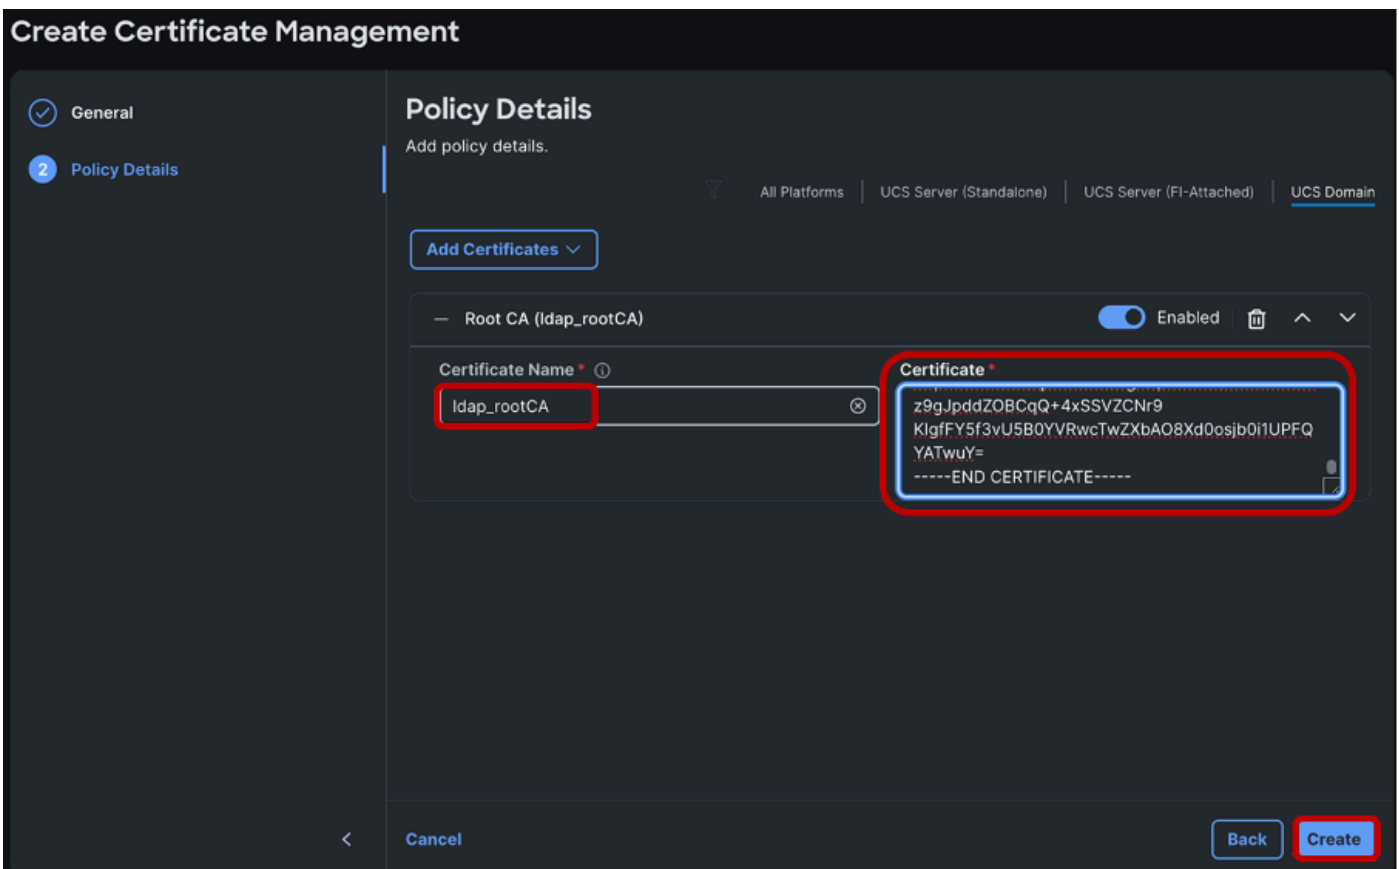 Create Certificate Management
General
2 Policy Details
Policy Details
Add policy details.
All Platforms | UCS Server (Standalone) | UCS Server (FI-Attached) | UCS Domain
Add Certificates
Root CA (ldap_rootCA)
Enabled
Certificate Name *
ldap_rootCA
Certificate *
z9gJpddZOBCqQ+4xSSVZCNr9
KIgfFY5f3vU5B0YVRwcTwZXbAO8Xd0osjb0i1UPFQ
YATwuY=
-----END CERTIFICATE-----
Cancel
Back
Create